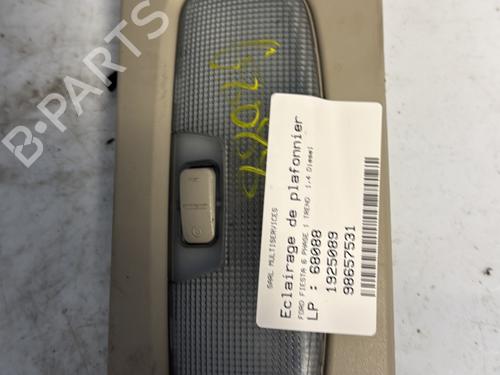 B-PARTS
SARL MULTISERVICES
Eclairage de plafonnier
FORD FIESTA 6 PHASE 1 TREND 1.4 Diesel
LP : 68088
1925089
98657531